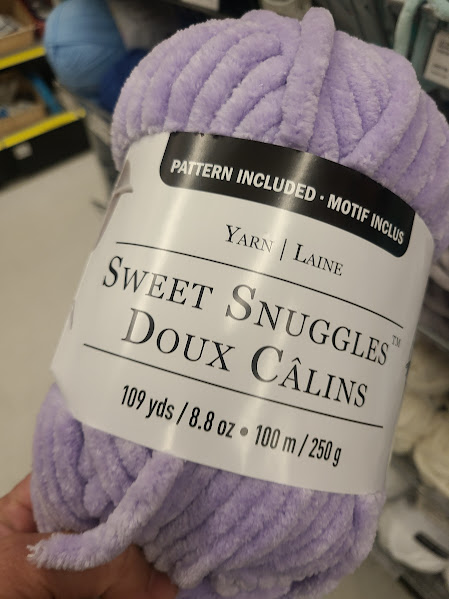 PATTERN INCLUDED · MOTIF INCLUS
YARN | LAINE
SWEET SNUGGLES™
DOUX CÂLINS
109 yds / 8.8 oz • 100 m / 250 g